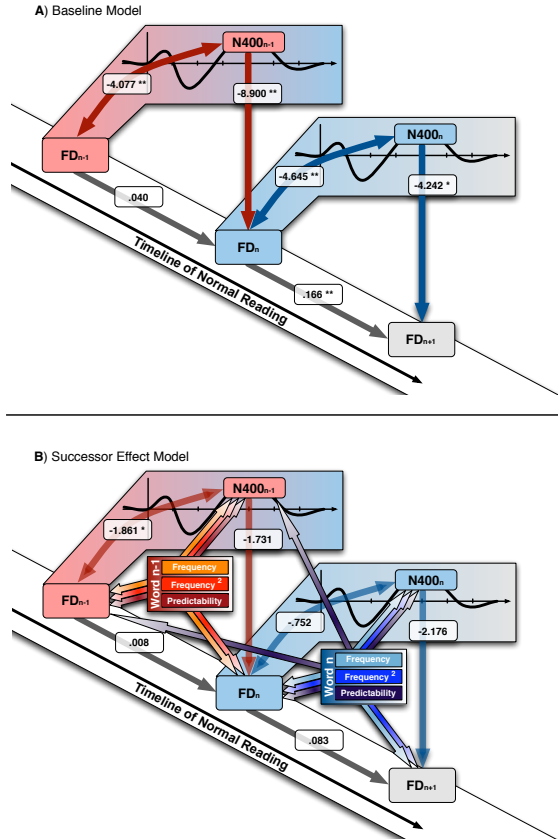 A) Baseline Model
N400n-1
-4.077 **
-8.900 **
N400n
FDn-1
-4.645 **
-4.242 *
.040
FDn
Timeline of Normal Reading
.166 **
FDn+1
B) Successor Effect Model
N400n-1
-1.861 *
-1.731
Word n-1
Frequency
Frequency 2
Predictability
N400n
FDn-1
-.752
-2.176
.008
Word n
Frequency
Frequency 2
Predictability
FDn
Timeline of Normal Reading
.083
FDn+1